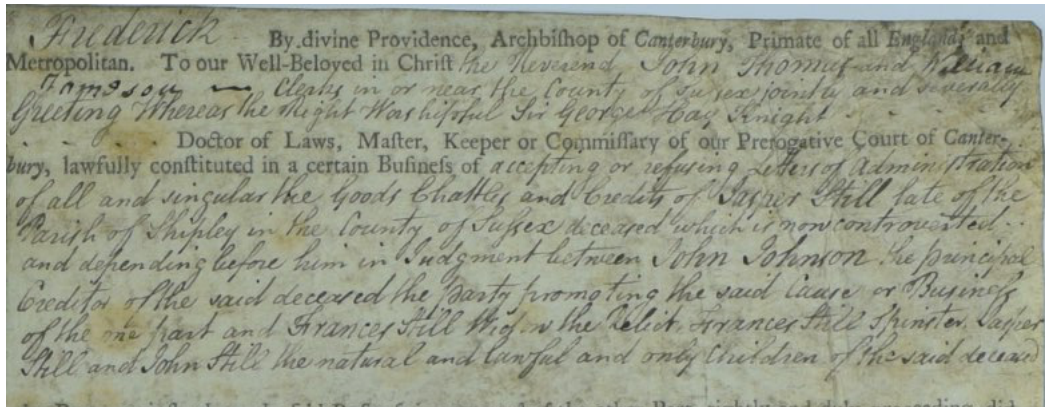 Frederick By divine Providence, Archbiſhop of Canterbury, Primate of all England, and
Metropolitan. To our Well-Beloved in Chriſt the Reverend John Thomas and William
Jameson — Clerks in or near the County of Suſsex jointly and severally
Greeting Whereas the Right Worshipful Sir George Hay Knight
Doctor of Laws, Maſter, Keeper or Commiſſary of our Prerogative Court of Canter-
bury, lawfully conſtituted in a certain Buſineſs of accepting or refusing Letters of Administration
of all and singular the Goods Chattles and Credits of Jasper Still late of the
Parish of Shipley in the County of Suſsex deceased which is now controverted
and depending before him in Judgment between John Johnson the principal
Creditor of the said deceased the party promoting the said Cause or Buſineſs
of the one part and Frances Still Widow the Relict, Frances Still Spinster, Jasper
Still and John Still the natural and lawful and only Children of the said deceased